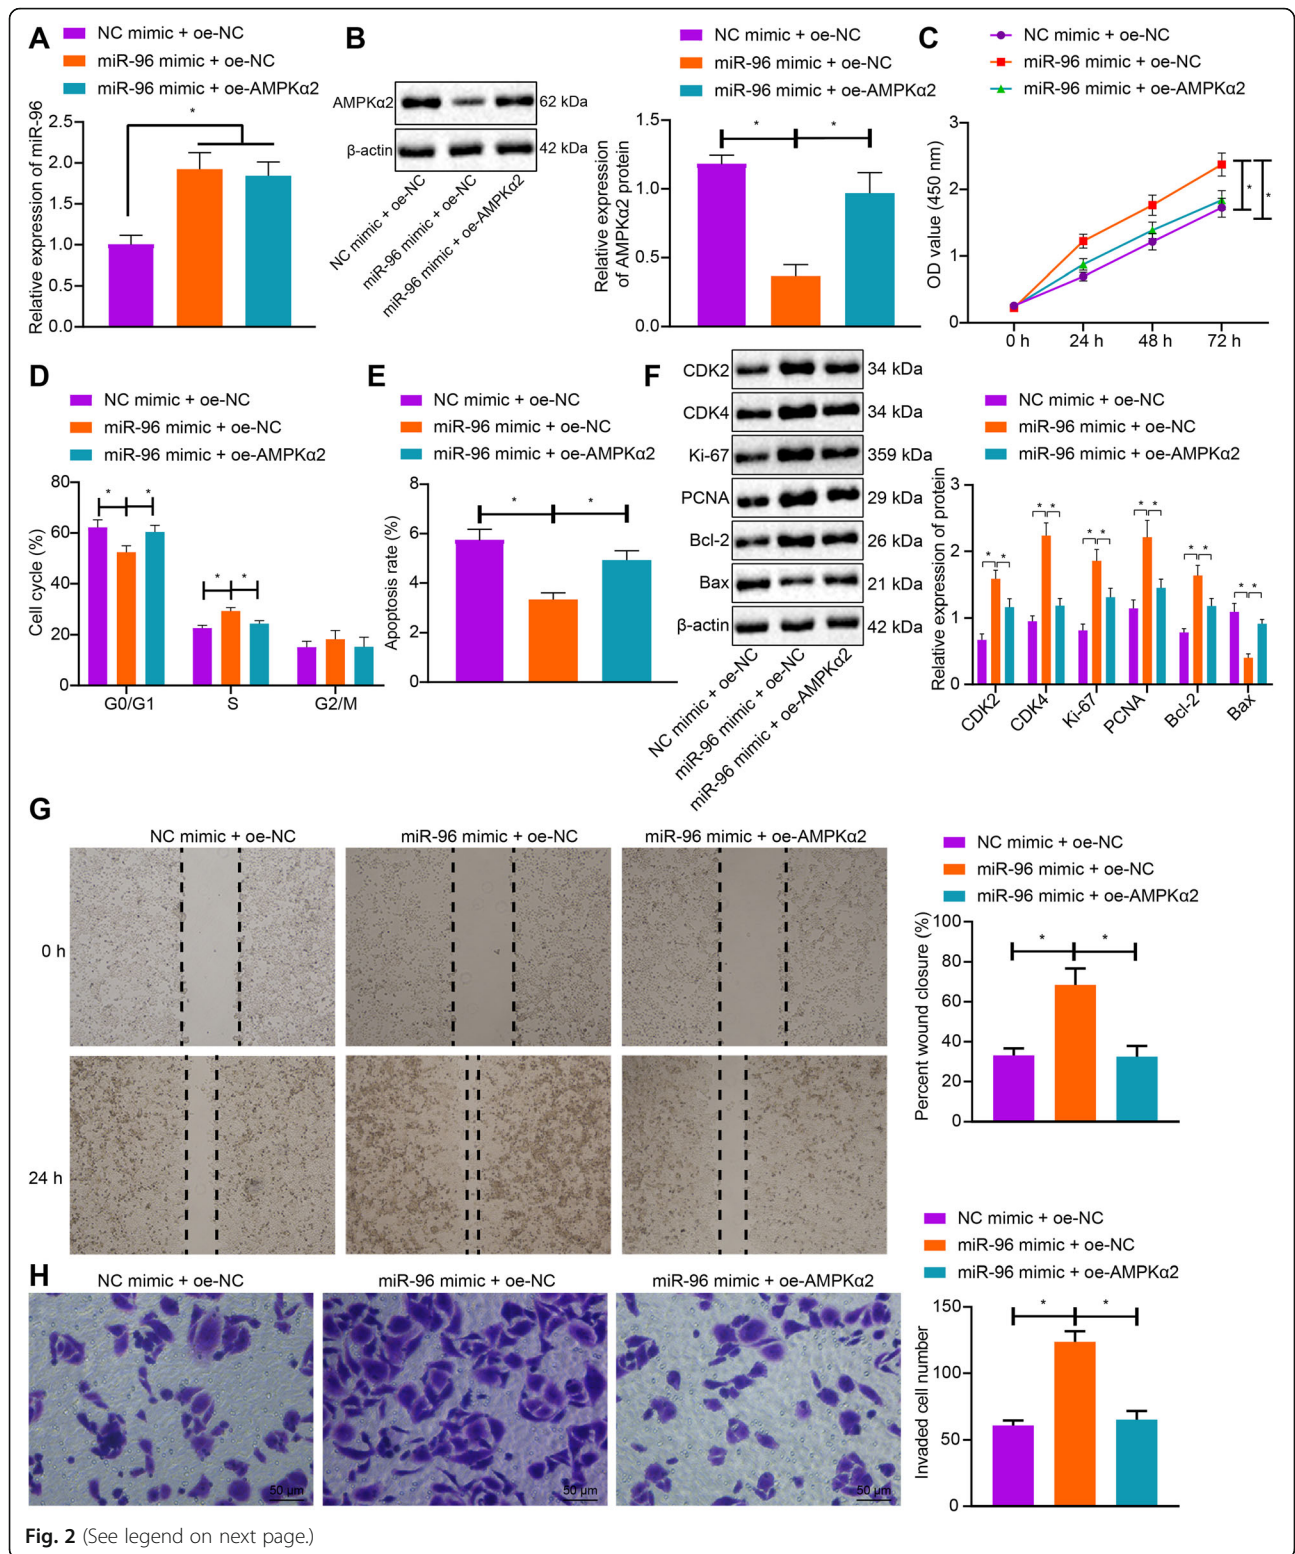 A
NC mimic + oe-NC
miR-96 mimic + oe-NC
miR-96 mimic + oe-AMPKα2
Relative expression of miR-96
2.5
2.0
1.5
1.0
0.5
0.0
*
B
AMPKα2
62 kDa
β-actin
42 kDa
NC mimic + oe-NC
miR-96 mimic + oe-NC
miR-96 mimic + oe-AMPKα2
NC mimic + oe-NC
miR-96 mimic + oe-NC
miR-96 mimic + oe-AMPKα2
Relative expression
of AMPKα2 protein
1.5
1.0
0.5
0.0
* *
C
NC mimic + oe-NC
miR-96 mimic + oe-NC
miR-96 mimic + oe-AMPKα2
OD value (450 nm)
3
2
1
0
0 h 24 h 48 h 72 h
* *
D
NC mimic + oe-NC
miR-96 mimic + oe-NC
miR-96 mimic + oe-AMPKα2
Cell cycle (%)
80
60
40
20
0
* *
* *
G0/G1 S G2/M
E
NC mimic + oe-NC
miR-96 mimic + oe-NC
miR-96 mimic + oe-AMPKα2
Apoptosis rate (%)
8
6
4
2
0
* *
F
CDK2 34 kDa
CDK4 34 kDa
Ki-67 359 kDa
PCNA 29 kDa
Bcl-2 26 kDa
Bax 21 kDa
β-actin 42 kDa
NC mimic + oe-NC
miR-96 mimic + oe-NC
miR-96 mimic + oe-AMPKα2
NC mimic + oe-NC
miR-96 mimic + oe-NC
miR-96 mimic + oe-AMPKα2
Relative expression of protein
3
2
1
0
* * * * * * * * * * * *
CDK2 CDK4 Ki-67 PCNA Bcl-2 Bax
G
NC mimic + oe-NC miR-96 mimic + oe-NC miR-96 mimic + oe-AMPKα2
0 h
24 h
NC mimic + oe-NC
miR-96 mimic + oe-NC
miR-96 mimic + oe-AMPKα2
Percent wound closure (%)
100
80
60
40
20
0
* *
H
NC mimic + oe-NC miR-96 mimic + oe-NC miR-96 mimic + oe-AMPKα2
50 μm 50 μm 50 μm
NC mimic + oe-NC
miR-96 mimic + oe-NC
miR-96 mimic + oe-AMPKα2
Invaded cell number
150
100
50
0
* *
Fig. 2 (See legend on next page.)